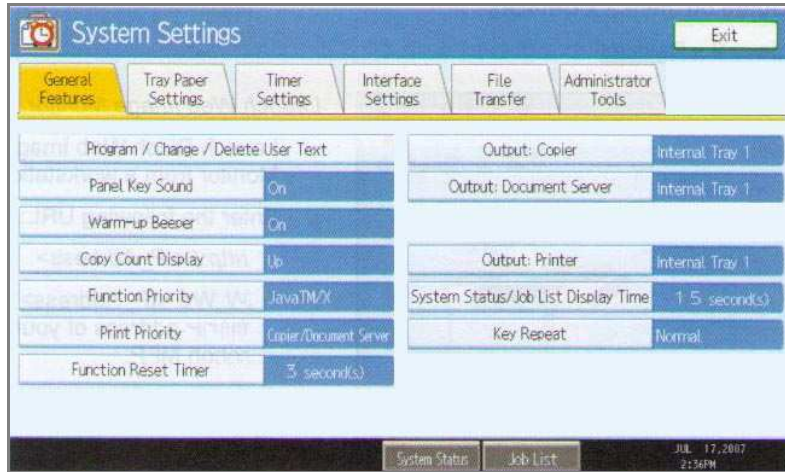 System Settings
Exit
General
Features
Tray Paper
Settings
Timer
Settings
Interface
Settings
File
Transfer
Administrator
Tools
Program / Change / Delete User Text
Panel Key Sound
On
Warm-up Beeper
On
Copy Count Display
Up
Function Priority
JavaTM/X
Print Priority
Copier/Document Server
Function Reset Timer
3 second(s)
Output: Copier
Internal Tray 1
Output: Document Server
Internal Tray 1
Output: Printer
Internal Tray 1
System Status/Job List Display Time
15 second(s)
Key Repeat
Normal
System Status
Job List
JUL 17,2007
2:36PM